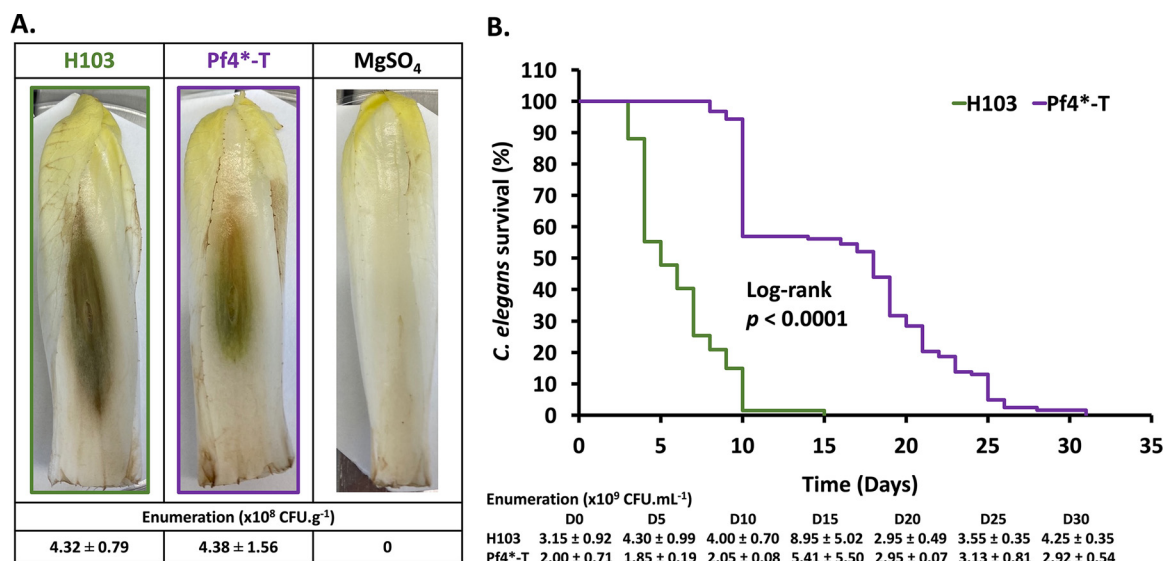 A.
H103 Pf4*-T MgSO4
Enumeration (x10⁸ CFU.g⁻¹)
4.32 ± 0.79 4.38 ± 1.56 0
B.
C. elegans survival (%)
110
100
90
80
70
60
50
40
30
20
10
0
H103 Pf4*-T
Log-rank
p < 0.0001
0 5 10 15 20 25 30 35
Time (Days)
Enumeration (x10⁹ CFU.mL⁻¹)
D0 D5 D10 D15 D20 D25 D30
H103 3.15 ± 0.92 4.30 ± 0.99 4.00 ± 0.70 8.95 ± 5.02 2.95 ± 0.49 3.55 ± 0.35 4.25 ± 0.35
Pf4*-T 2.00 ± 0.71 1.85 ± 0.19 2.05 ± 0.08 5.41 ± 5.50 2.95 ± 0.07 3.13 ± 0.81 2.92 ± 0.54